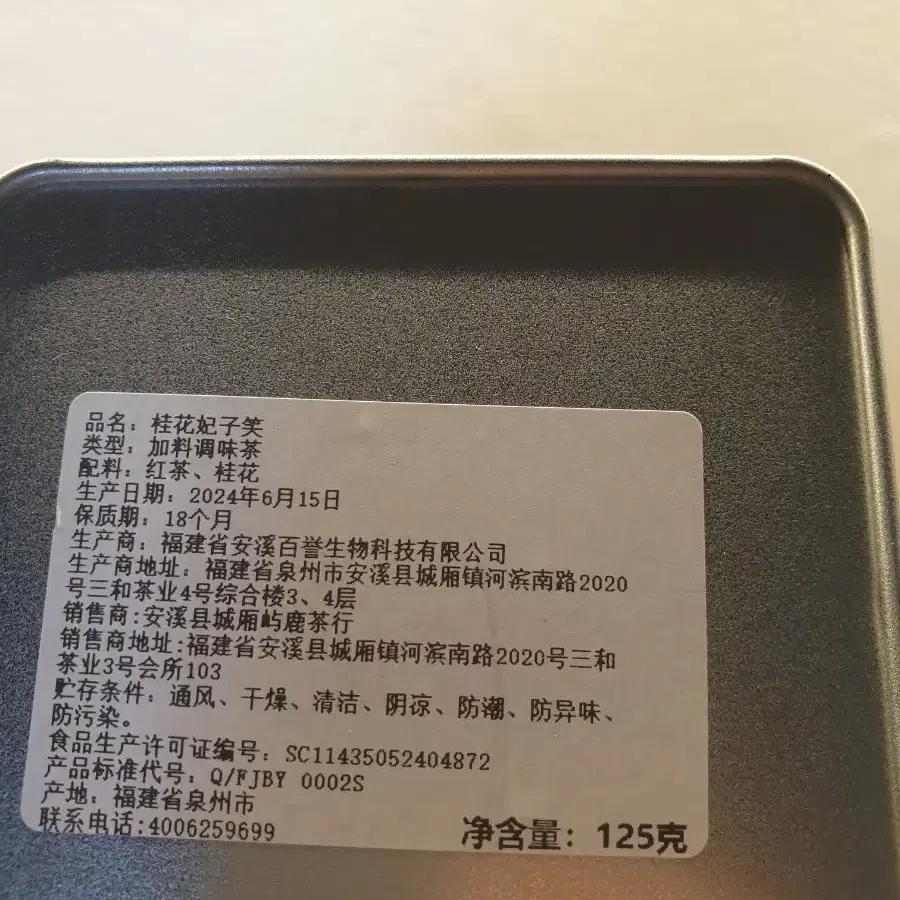 品名：桂花妃子笑
类型：加料调味茶
配料：红茶、桂花
生产日期：2024年6月15日
保质期：18个月
生产商：福建省安溪百誉生物科技有限公司
生产商地址：福建省泉州市安溪县城厢镇河滨南路2020
号三和茶业4号综合楼3、4层
销售商:安溪县城厢屿鹿茶行
销售商地址:福建省安溪县城厢镇河滨南路2020号三和
茶业3号会所103
贮存条件：通风、干燥、清洁、阴凉、防潮、防异味、
防污染。
食品生产许可证编号：SC11435052404872
产品标准代号：Q/FJBY 0002S
产地：福建省泉州市
联系电话:4006259699
净含量：125克